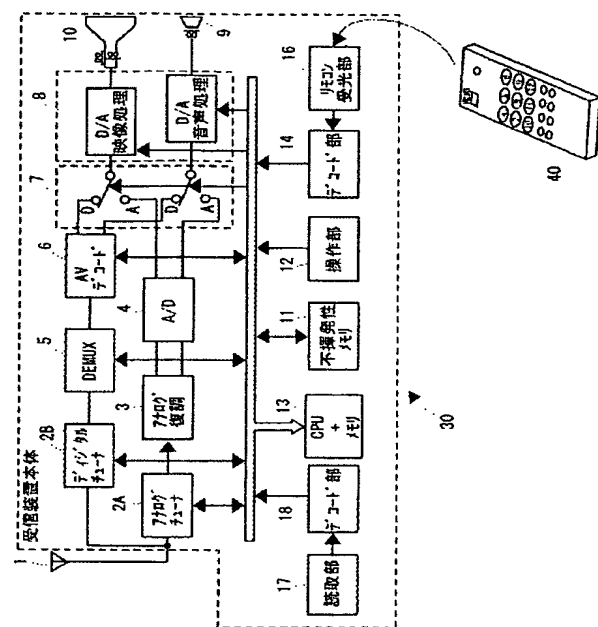 受信装置本体
1
2B
ディジタル
チューナ
5
DEMUX
6
AV
デコード
7
D
A
D
A
8
D/A
映像処理
D/A
音声処理
10
9
2A
アナログ
チューナ
3
アナログ
復調
4
A/D
17
読取部
18
デコード部
13
CPU
+
メモリ
11
不揮発性
メモリ
12
操作部
14
デコード部
16
リモコン
受光部
30
40